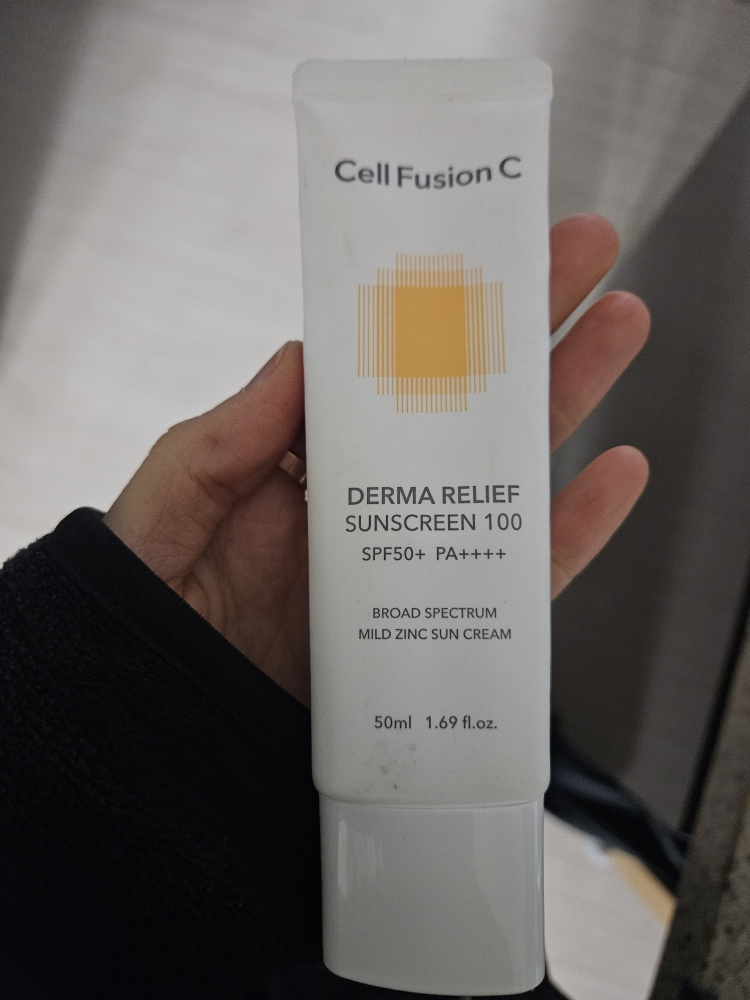 Cell Fusion C
DERMA RELIEF
SUNSCREEN 100
SPF50+ PA++++
BROAD SPECTRUM
MILD ZINC SUN CREAM
50ml 1.69 fl.oz.